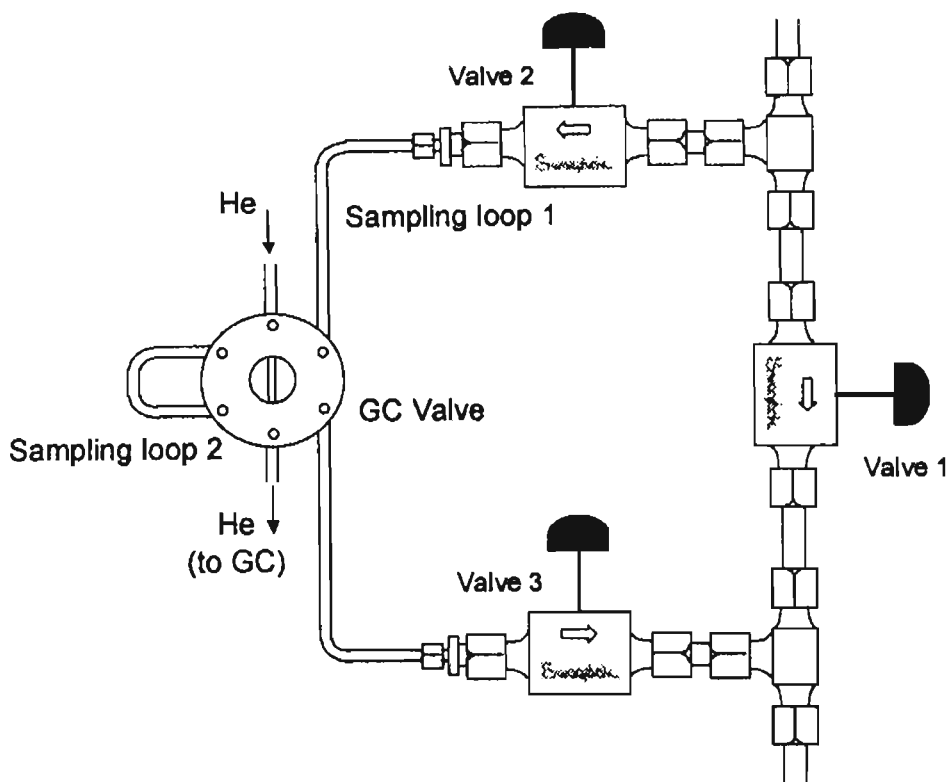 Valve 2
He
Sampling loop 1
GC Valve
Sampling loop 2
Valve 1
He
(to GC)
Valve 3